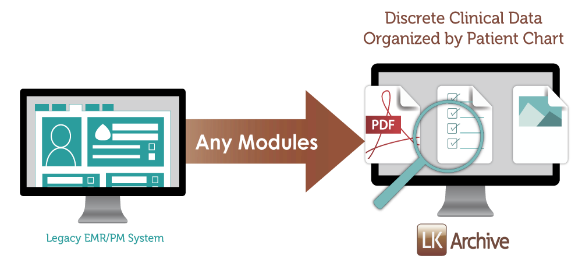 Discrete Clinical Data
Organized by Patient Chart
Any Modules
PDF
Legacy EMR/PM System
LK Archive